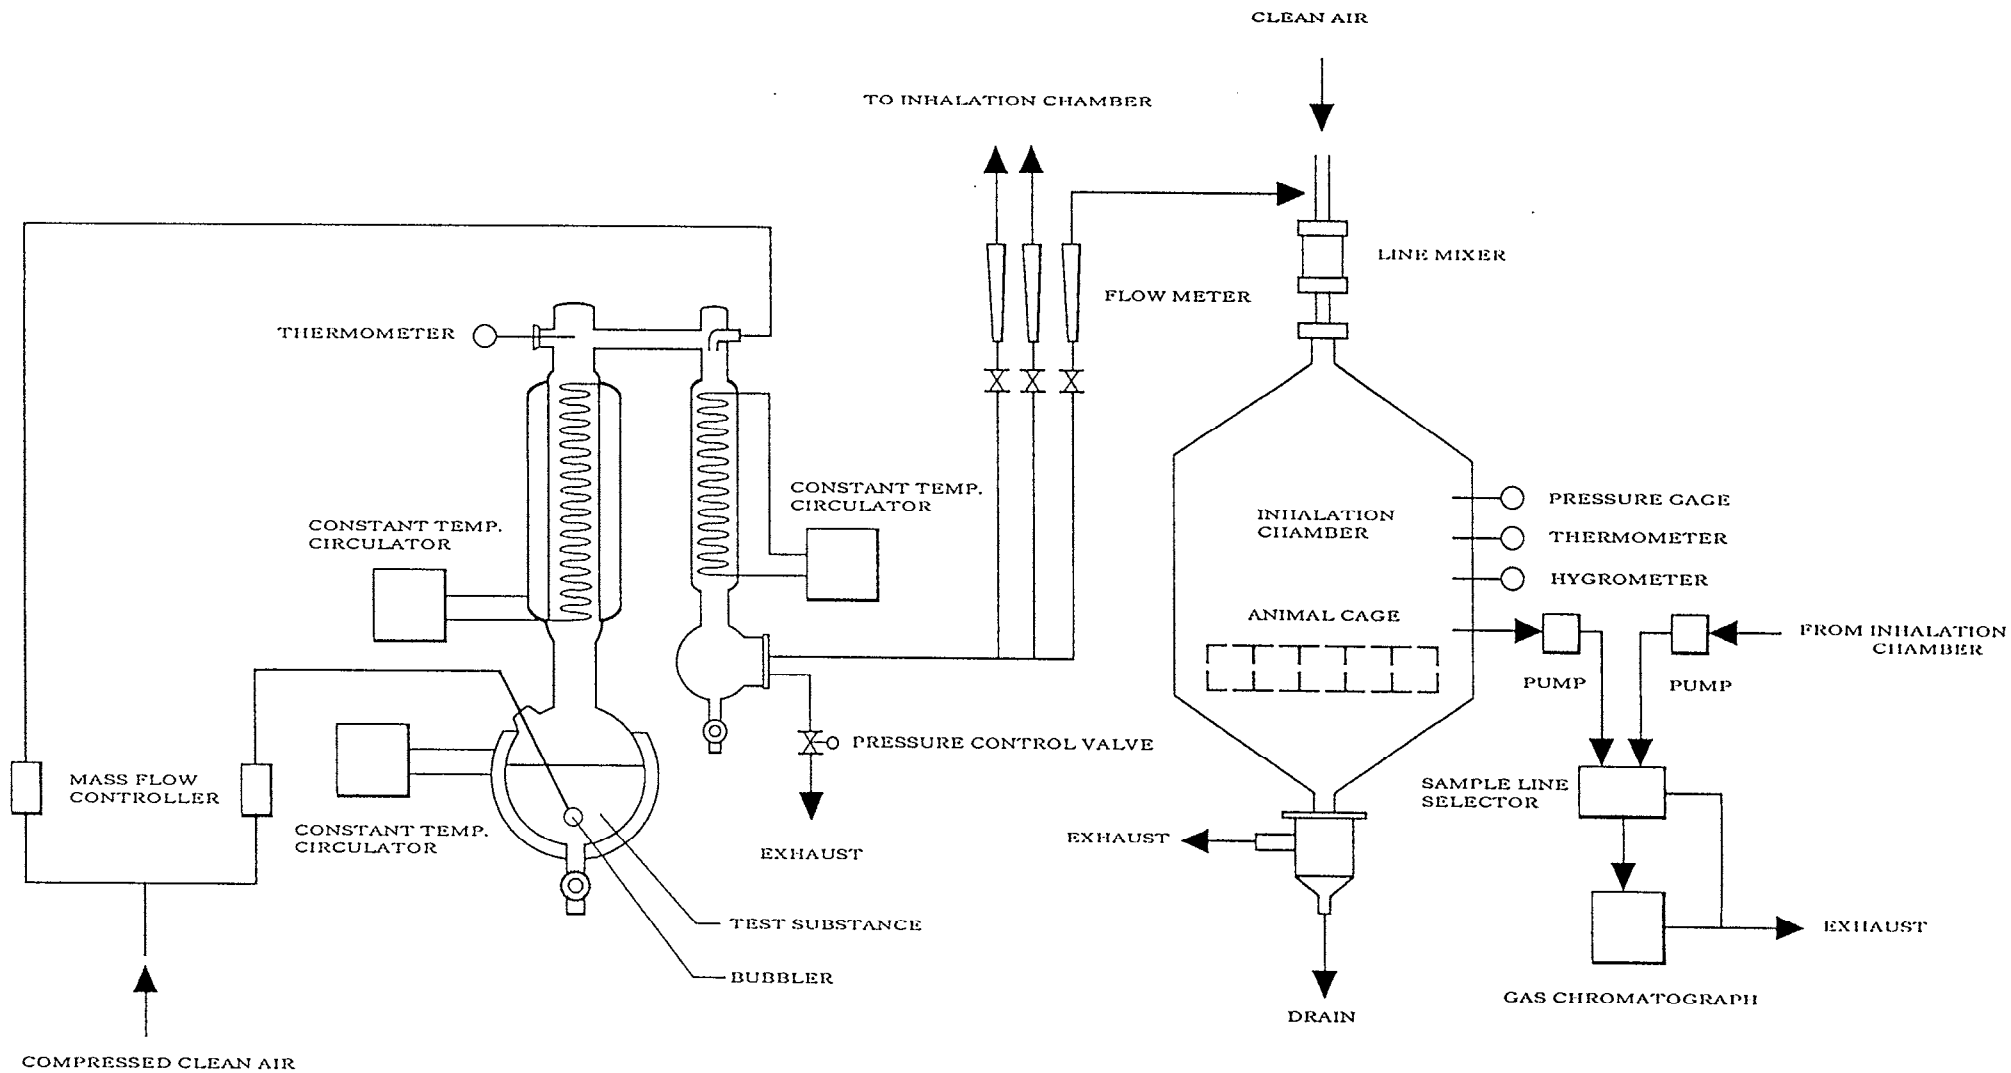 CLEAN AIR
TO INHALATION CHAMBER
LINE MIXER
FLOW METER
THERMOMETER
CONSTANT TEMP.
CIRCULATOR
CONSTANT TEMP.
CIRCULATOR
INHALATION
CHAMBER
PRESSURE GAGE
THERMOMETER
HYGROMETER
ANIMAL CAGE
FROM INHALATION
CHAMBER
PUMP
PUMP
PRESSURE CONTROL VALVE
MASS FLOW
CONTROLLER
SAMPLE LINE
SELECTOR
CONSTANT TEMP.
CIRCULATOR
EXHAUST
EXHAUST
TEST SUBSTANCE
EXHAUST
BUBBLER
GAS CHROMATOGRAPH
DRAIN
COMPRESSED CLEAN AIR